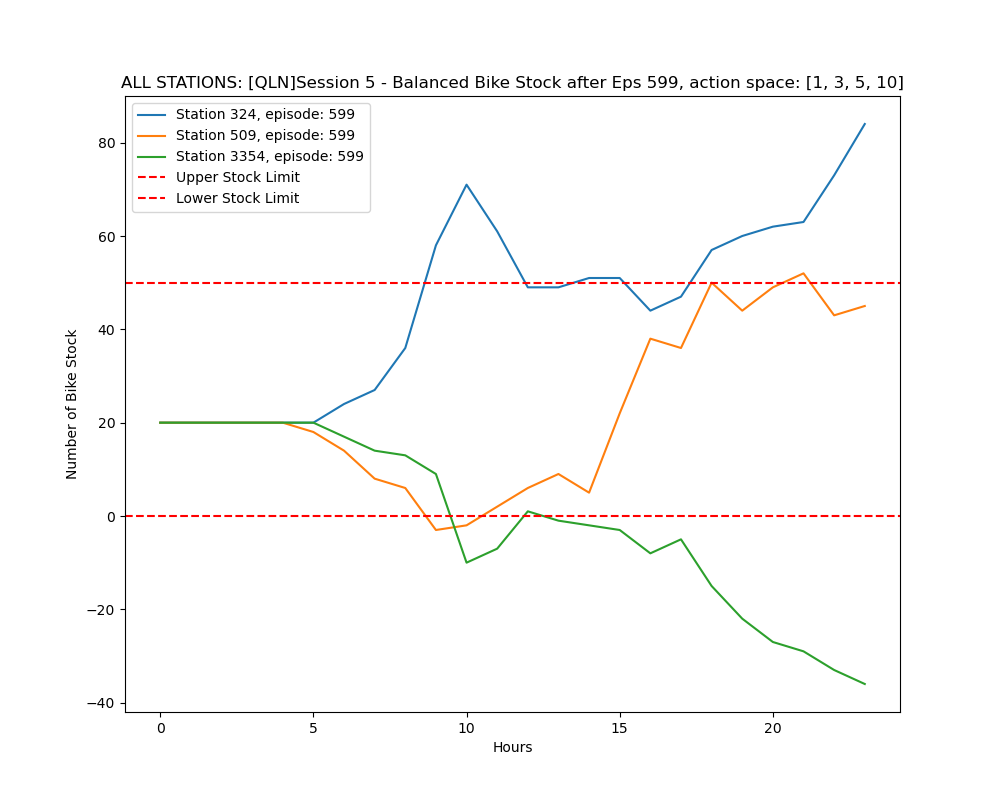 ALL STATIONS: [QLN]Session 5 - Balanced Bike Stock after Eps 599, action space: [1, 3, 5, 10]
Station 324, episode: 599
Station 509, episode: 599
Station 3354, episode: 599
Upper Stock Limit
Lower Stock Limit
80
60
40
20
0
−20
−40
Number of Bike Stock
0 5 10 15 20
Hours